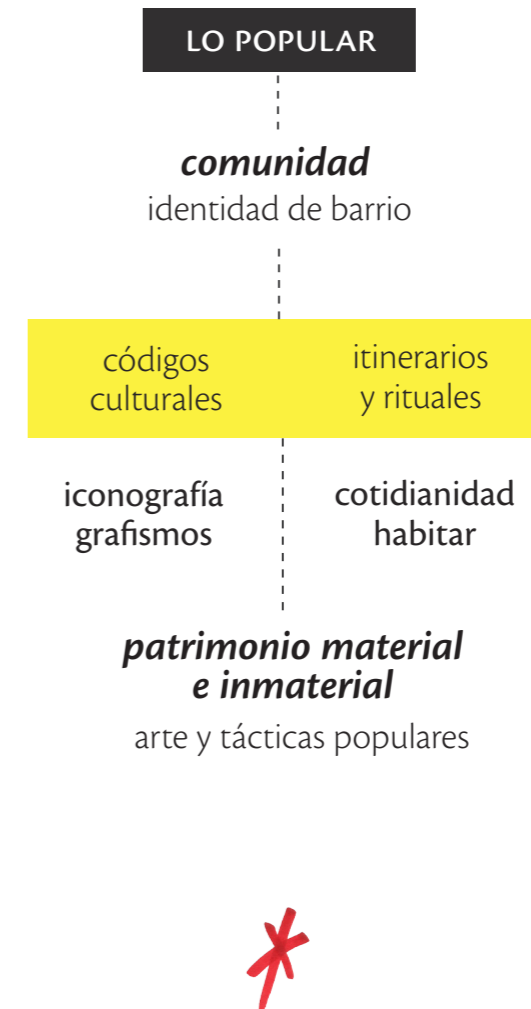 LO POPULAR
comunidad
identidad de barrio
códigos
culturales
itinerarios
y rituales
iconografía
grafismos
cotidianidad
habitar
patrimonio material
e inmaterial
arte y tácticas populares